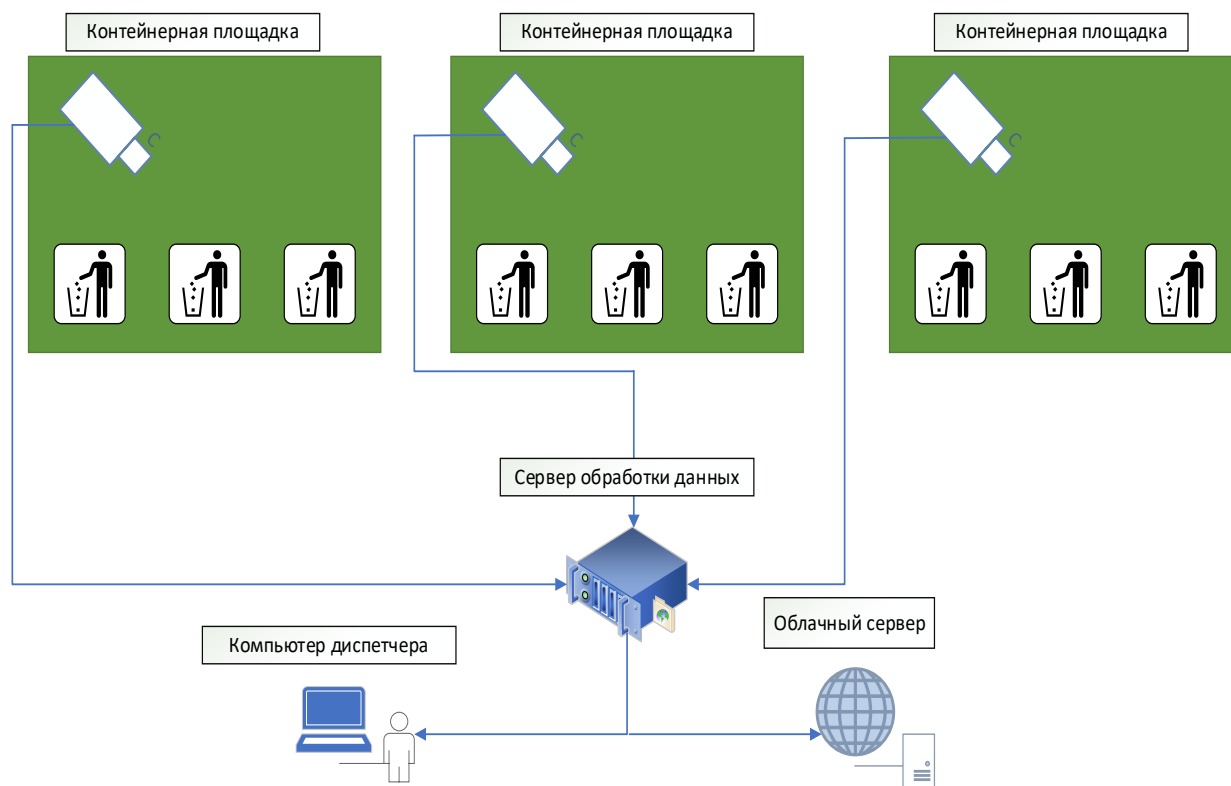 Контейнерная площадка
Контейнерная площадка
Контейнерная площадка
Сервер обработки данных
Компьютер диспетчера
Облачный сервер